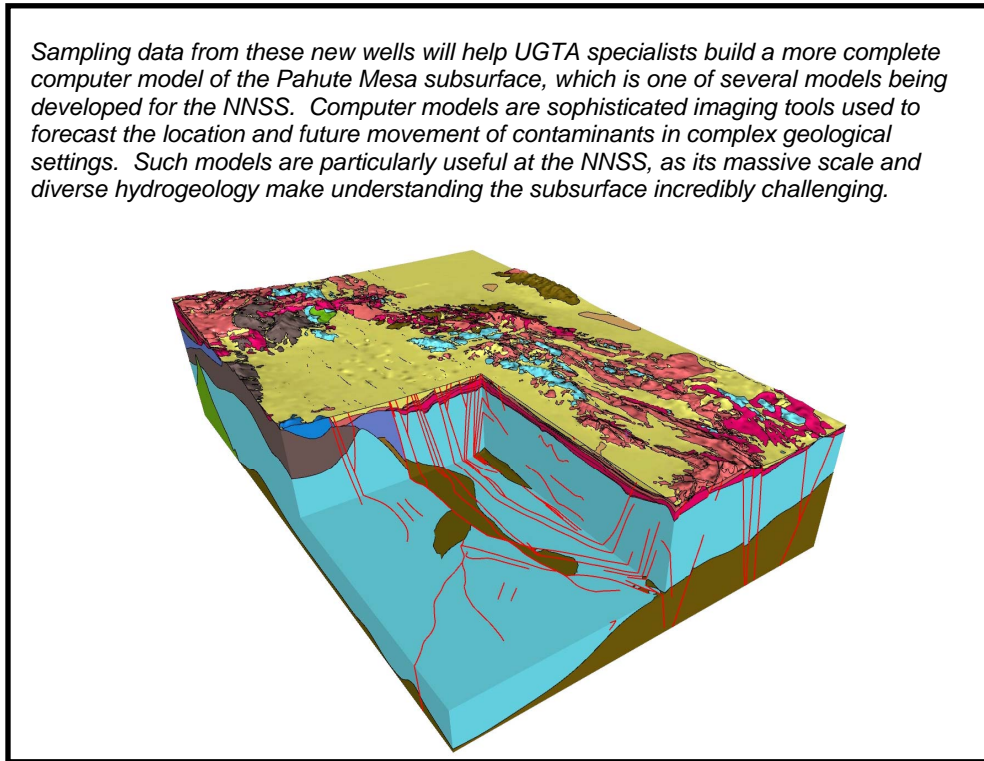 Sampling data from these new wells will help UGTA specialists build a more complete
computer model of the Pahute Mesa subsurface, which is one of several models being
developed for the NNSS.  Computer models are sophisticated imaging tools used to
forecast the location and future movement of contaminants in complex geological
settings.  Such models are particularly useful at the NNSS, as its massive scale and
diverse hydrogeology make understanding the subsurface incredibly challenging.